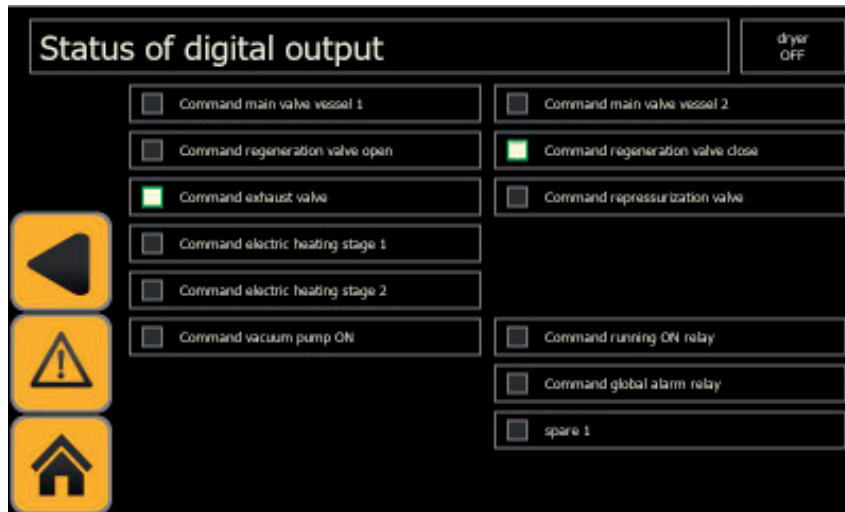 Status of digital output
dryer
OFF
Command main valve vessel 1
Command main valve vessel 2
Command regeneration valve open
Command regeneration valve close
Command exhaust valve
Command repressurization valve
Command electric heating stage 1
Command electric heating stage 2
Command vacuum pump ON
Command running ON relay
Command global alarm relay
spare 1